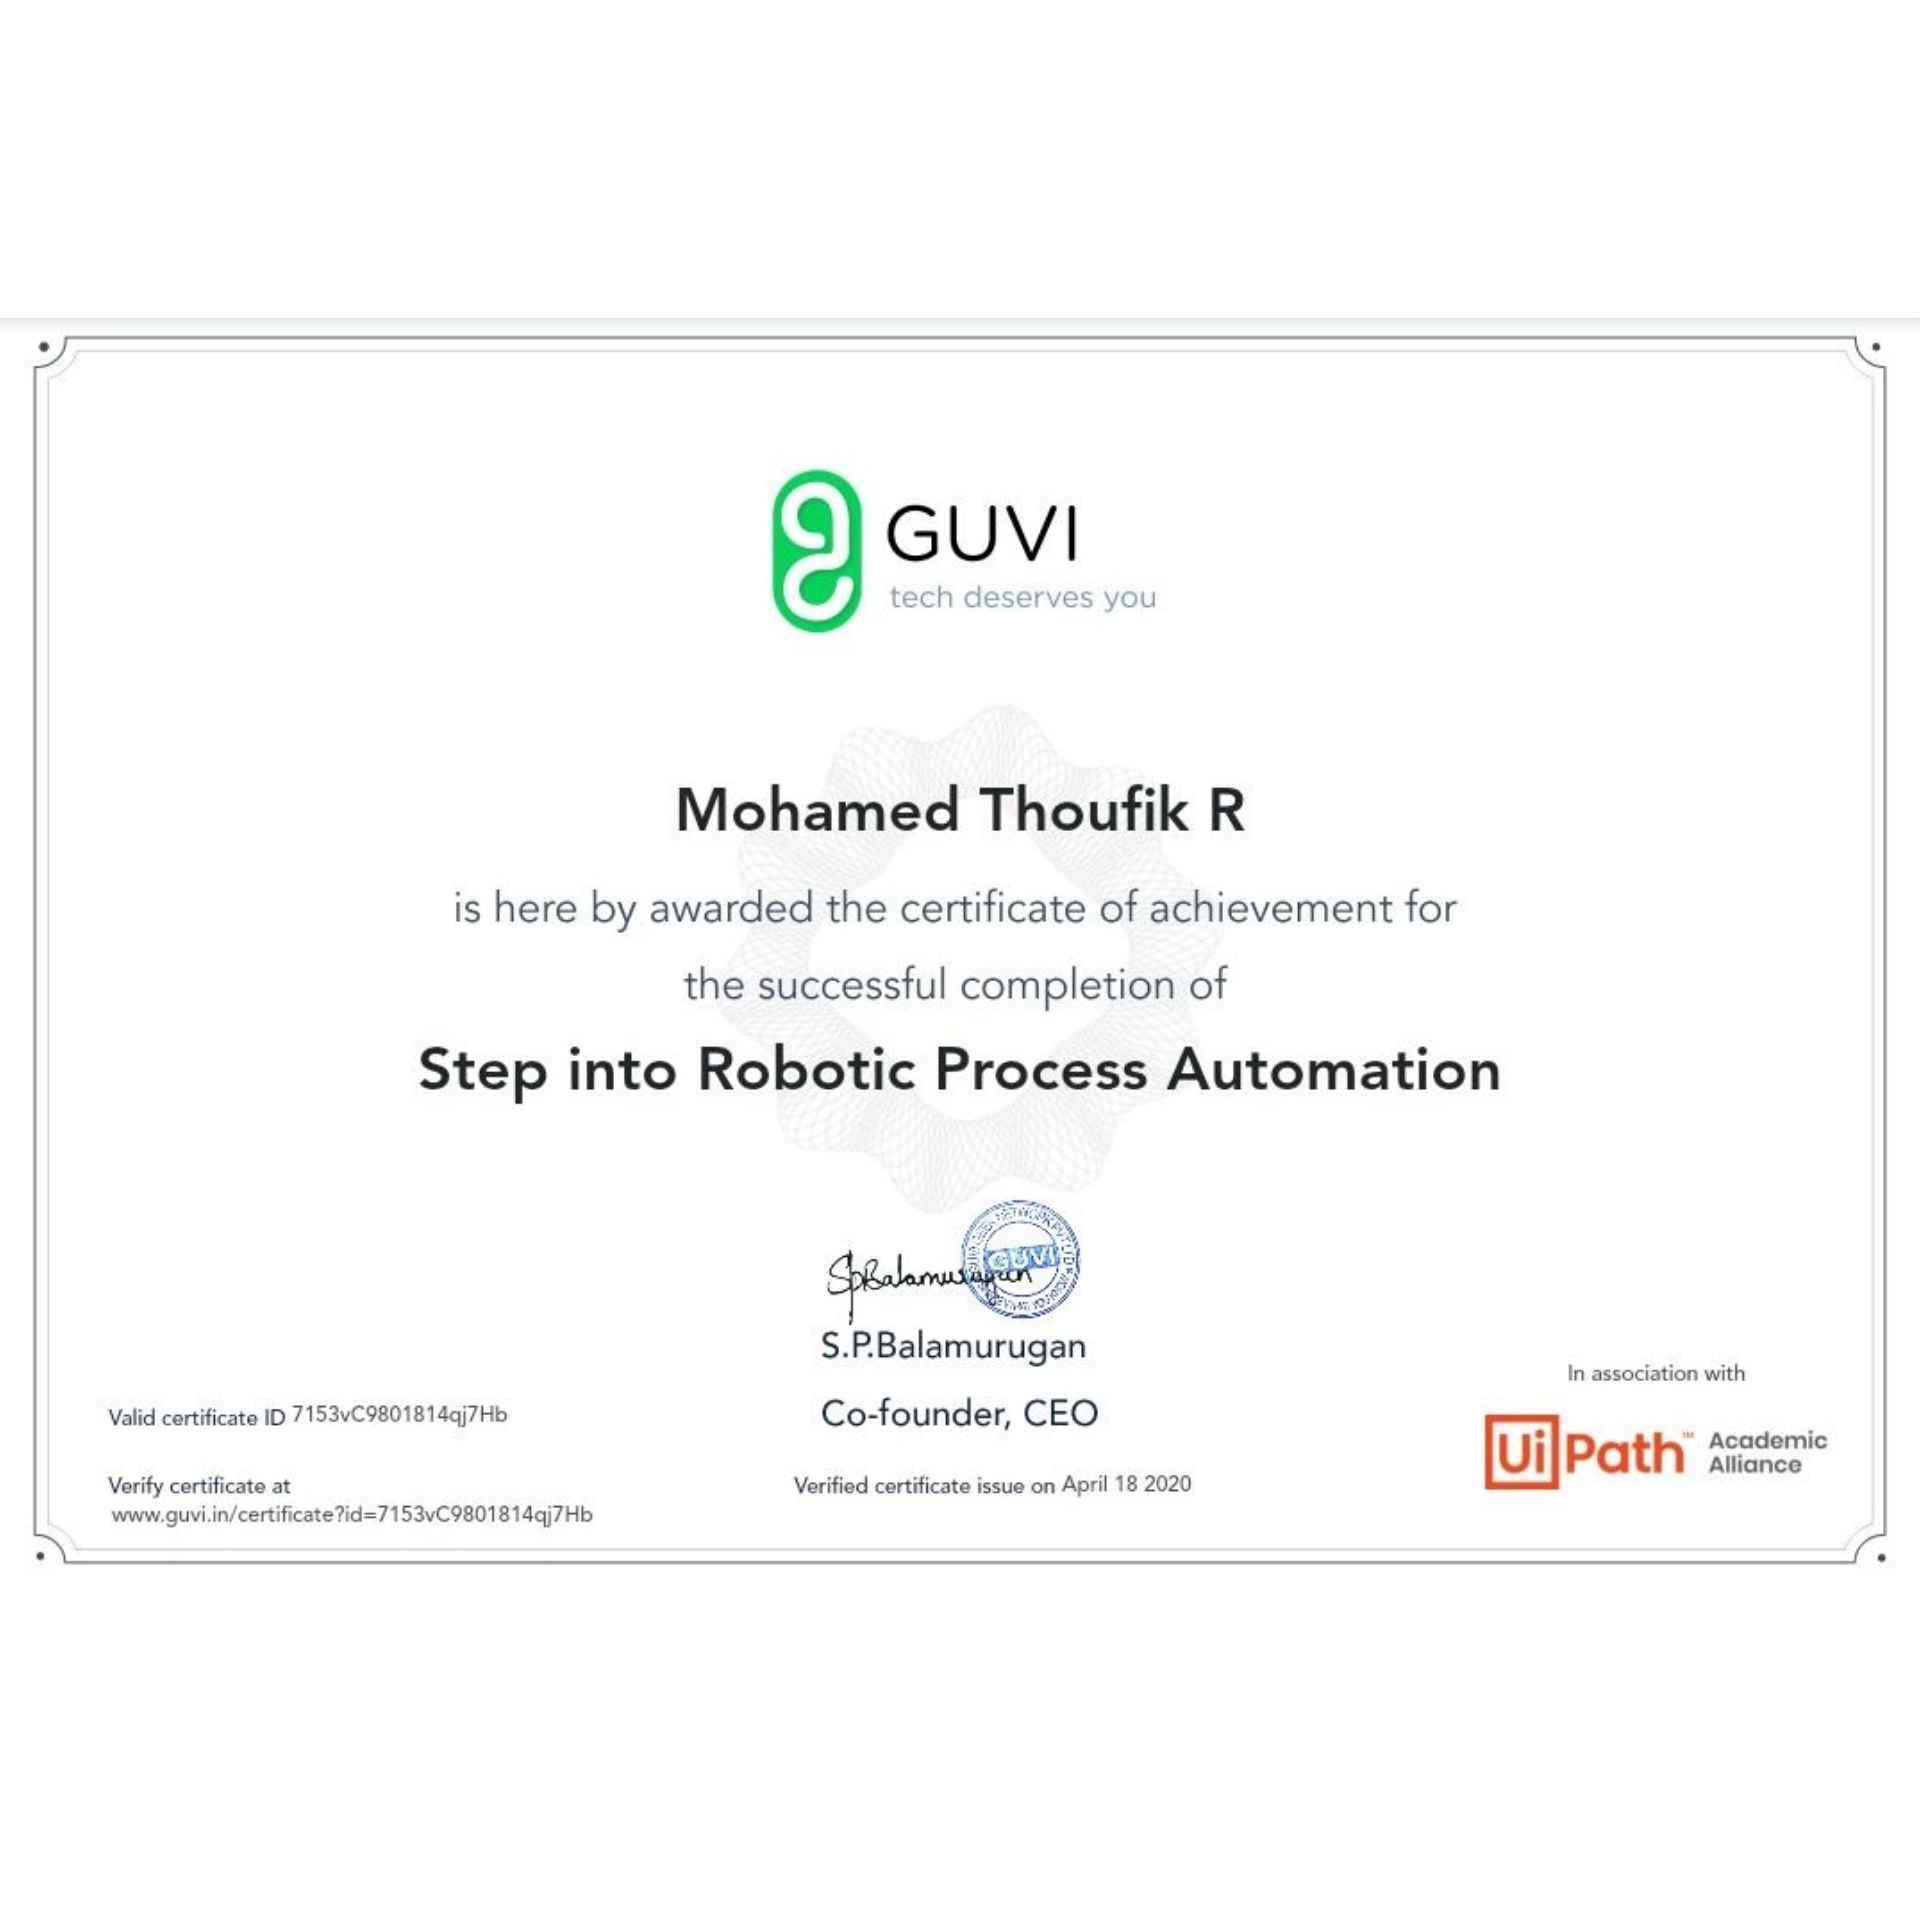 GUVI
tech deserves you
Mohamed Thoufik R
is here by awarded the certificate of achievement for
the successful completion of
Step into Robotic Process Automation
GUVI
S.P.Balamurugan
Co-founder, CEO
In association with
UiPath™ Academic
Alliance
Valid certificate ID 7153vC9801814qj7Hb
Verify certificate at
www.guvi.in/certificate?id=7153vC9801814qj7Hb
Verified certificate issue on April 18 2020